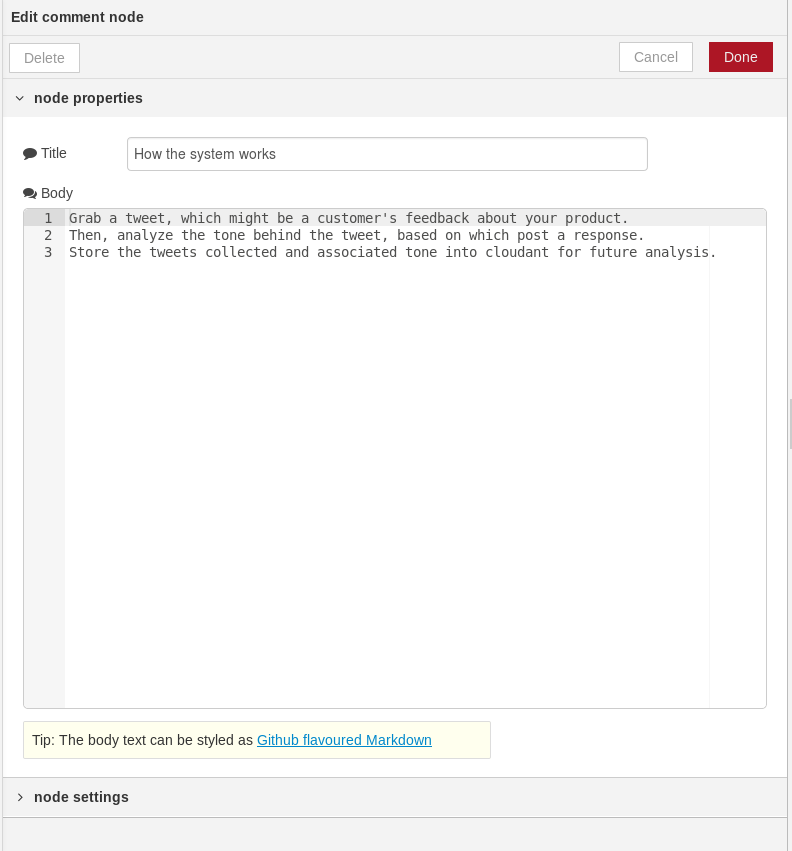 Edit comment node
Delete
Cancel
Done
node properties
Title
How the system works
Body
1 Grab a tweet, which might be a customer's feedback about your product.
2 Then, analyze the tone behind the tweet, based on which post a response.
3 Store the tweets collected and associated tone into cloudant for future analysis.
Tip: The body text can be styled as Github flavoured Markdown
node settings